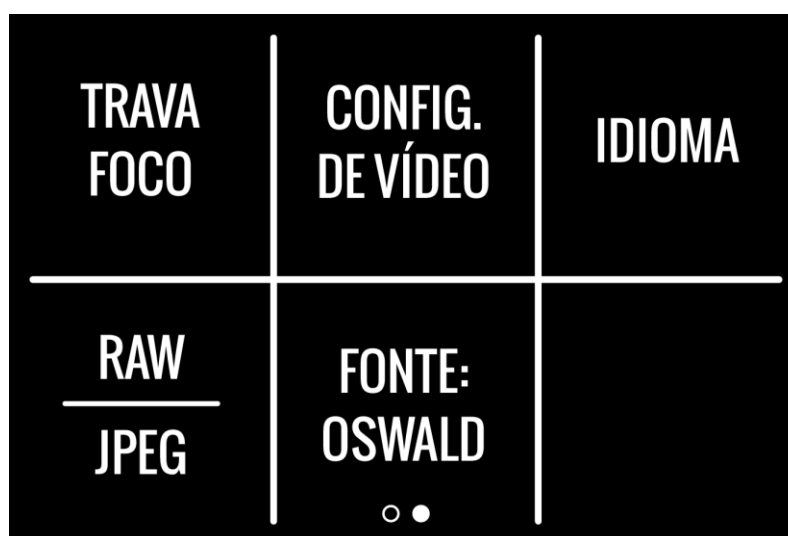 TRAVA
FOCO
CONFIG.
DE VÍDEO
IDIOMA
RAW
JPEG
FONTE:
OSWALD